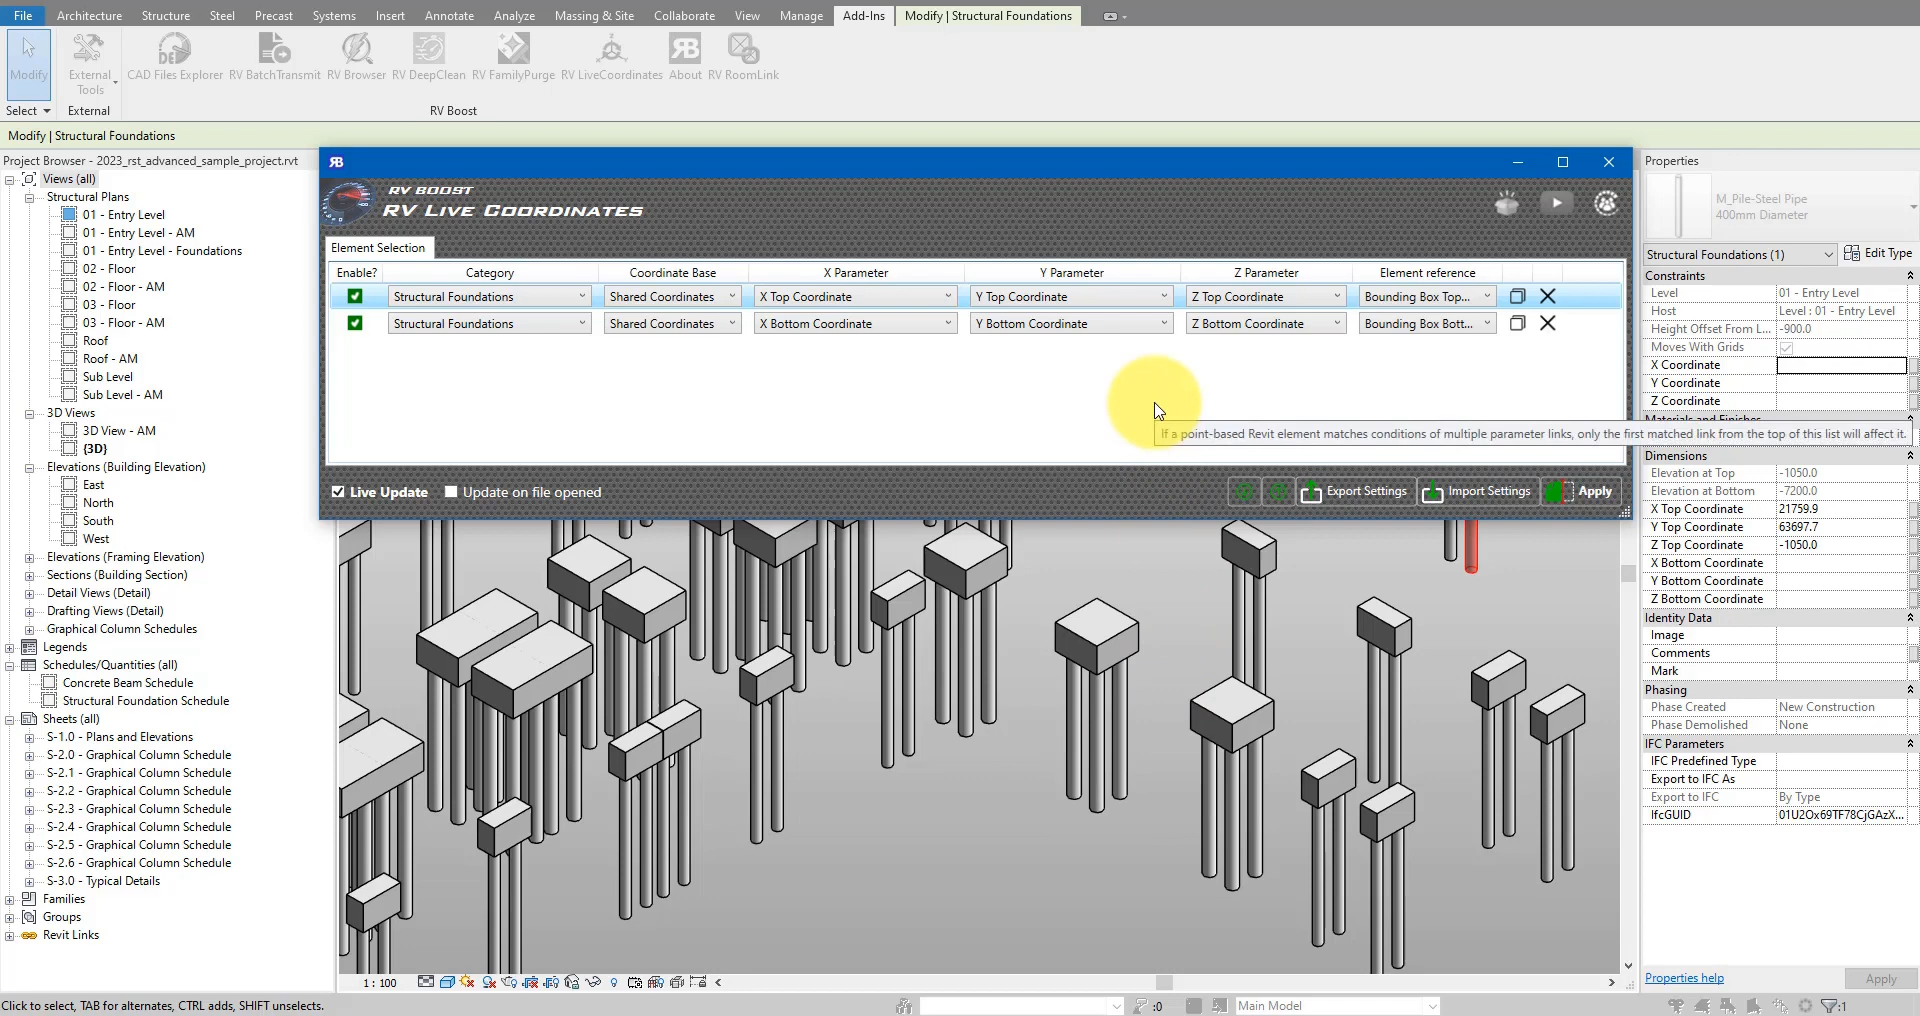 File Architecture Structure Steel Precast Systems Insert Annotate Analyze Massing & Site Collaborate View Manage Add-Ins Modify | Structural Foundations
Modify External Tools CAD Files Explorer RV BatchTransmit RV Browser RV DeepClean RV FamilyPurge RV LiveCoordinates About RV RoomLink
Select External RV Boost
Modify | Structural Foundations
Project Browser - 2023_rst_advanced_sample_project.rvt
Views (all)
Structural Plans
01 - Entry Level
01 - Entry Level - AM
01 - Entry Level - Foundations
02 - Floor
02 - Floor - AM
03 - Floor
03 - Floor - AM
Roof
Roof - AM
Sub Level
Sub Level - AM
3D Views
3D View - AM
{3D}
Elevations (Building Elevation)
East
North
South
West
Elevations (Framing Elevation)
Sections (Building Section)
Detail Views (Detail)
Drafting Views (Detail)
Graphical Column Schedules
Legends
Schedules/Quantities (all)
Concrete Beam Schedule
Structural Foundation Schedule
Sheets (all)
S-1.0 - Plans and Elevations
S-2.0 - Graphical Column Schedule
S-2.1 - Graphical Column Schedule
S-2.2 - Graphical Column Schedule
S-2.3 - Graphical Column Schedule
S-2.4 - Graphical Column Schedule
S-2.5 - Graphical Column Schedule
S-2.6 - Graphical Column Schedule
S-3.0 - Typical Details
Families
Groups
Revit Links
RB
RV BOOST
RV LIVE COORDINATES
Element Selection
Enable? Category Coordinate Base X Parameter Y Parameter Z Parameter Element reference
Structural Foundations Shared Coordinates X Top Coordinate Y Top Coordinate Z Top Coordinate Bounding Box Top...
Structural Foundations Shared Coordinates X Bottom Coordinate Y Bottom Coordinate Z Bottom Coordinate Bounding Box Bott...
If a point-based Revit element matches conditions of multiple parameter links, only the first matched link from the top of this list will affect it.
Live Update Update on file opened Export Settings Import Settings Apply
Properties
M_Pile-Steel Pipe
400mm Diameter
Structural Foundations (1) Edit Type
Constraints
Level 01 - Entry Level
Host Level : 01 - Entry Level
Height Offset From L... -900.0
Moves With Grids
X Coordinate
Y Coordinate
Z Coordinate
Dimensions
Elevation at Top -1050.0
Elevation at Bottom -7200.0
X Top Coordinate 21759.9
Y Top Coordinate 63697.7
Z Top Coordinate -1050.0
X Bottom Coordinate
Y Bottom Coordinate
Z Bottom Coordinate
Identity Data
Image
Comments
Mark
Phasing
Phase Created New Construction
Phase Demolished None
IFC Parameters
IFC Predefined Type
Export to IFC As
Export to IFC By Type
IfcGUID 01U2Ox69TF78CjGAzX...
Properties help Apply
1 : 100
Click to select, TAB for alternates, CTRL adds, SHIFT unselects. :0 Main Model :1